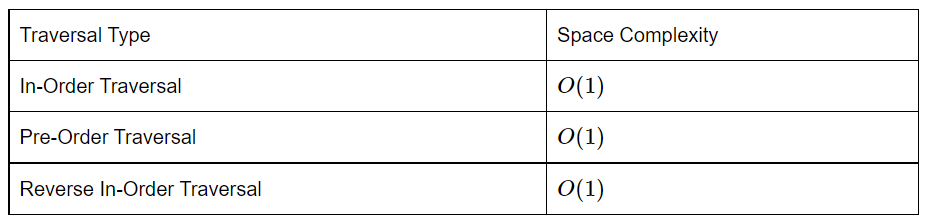 Traversal Type Space Complexity
In-Order Traversal O(1)
Pre-Order Traversal O(1)
Reverse In-Order Traversal O(1)